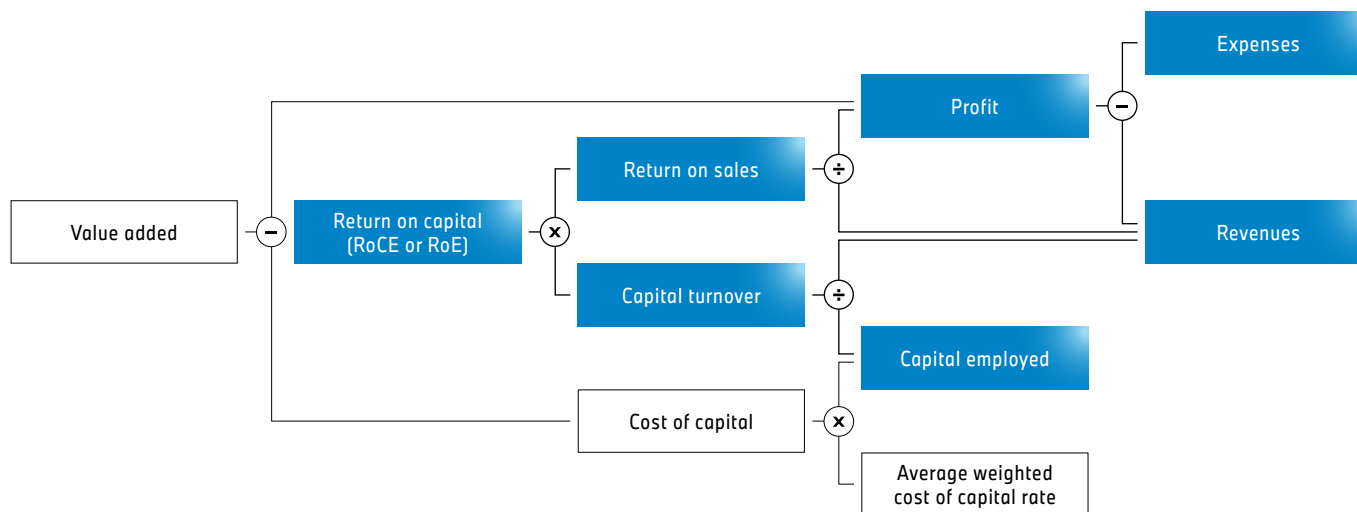 Expenses
Profit
−
Return on sales
÷
Value added
−
Return on capital
(RoCE or RoE)
x
Revenues
Capital turnover
÷
Capital employed
Cost of capital
x
Average weighted
cost of capital rate